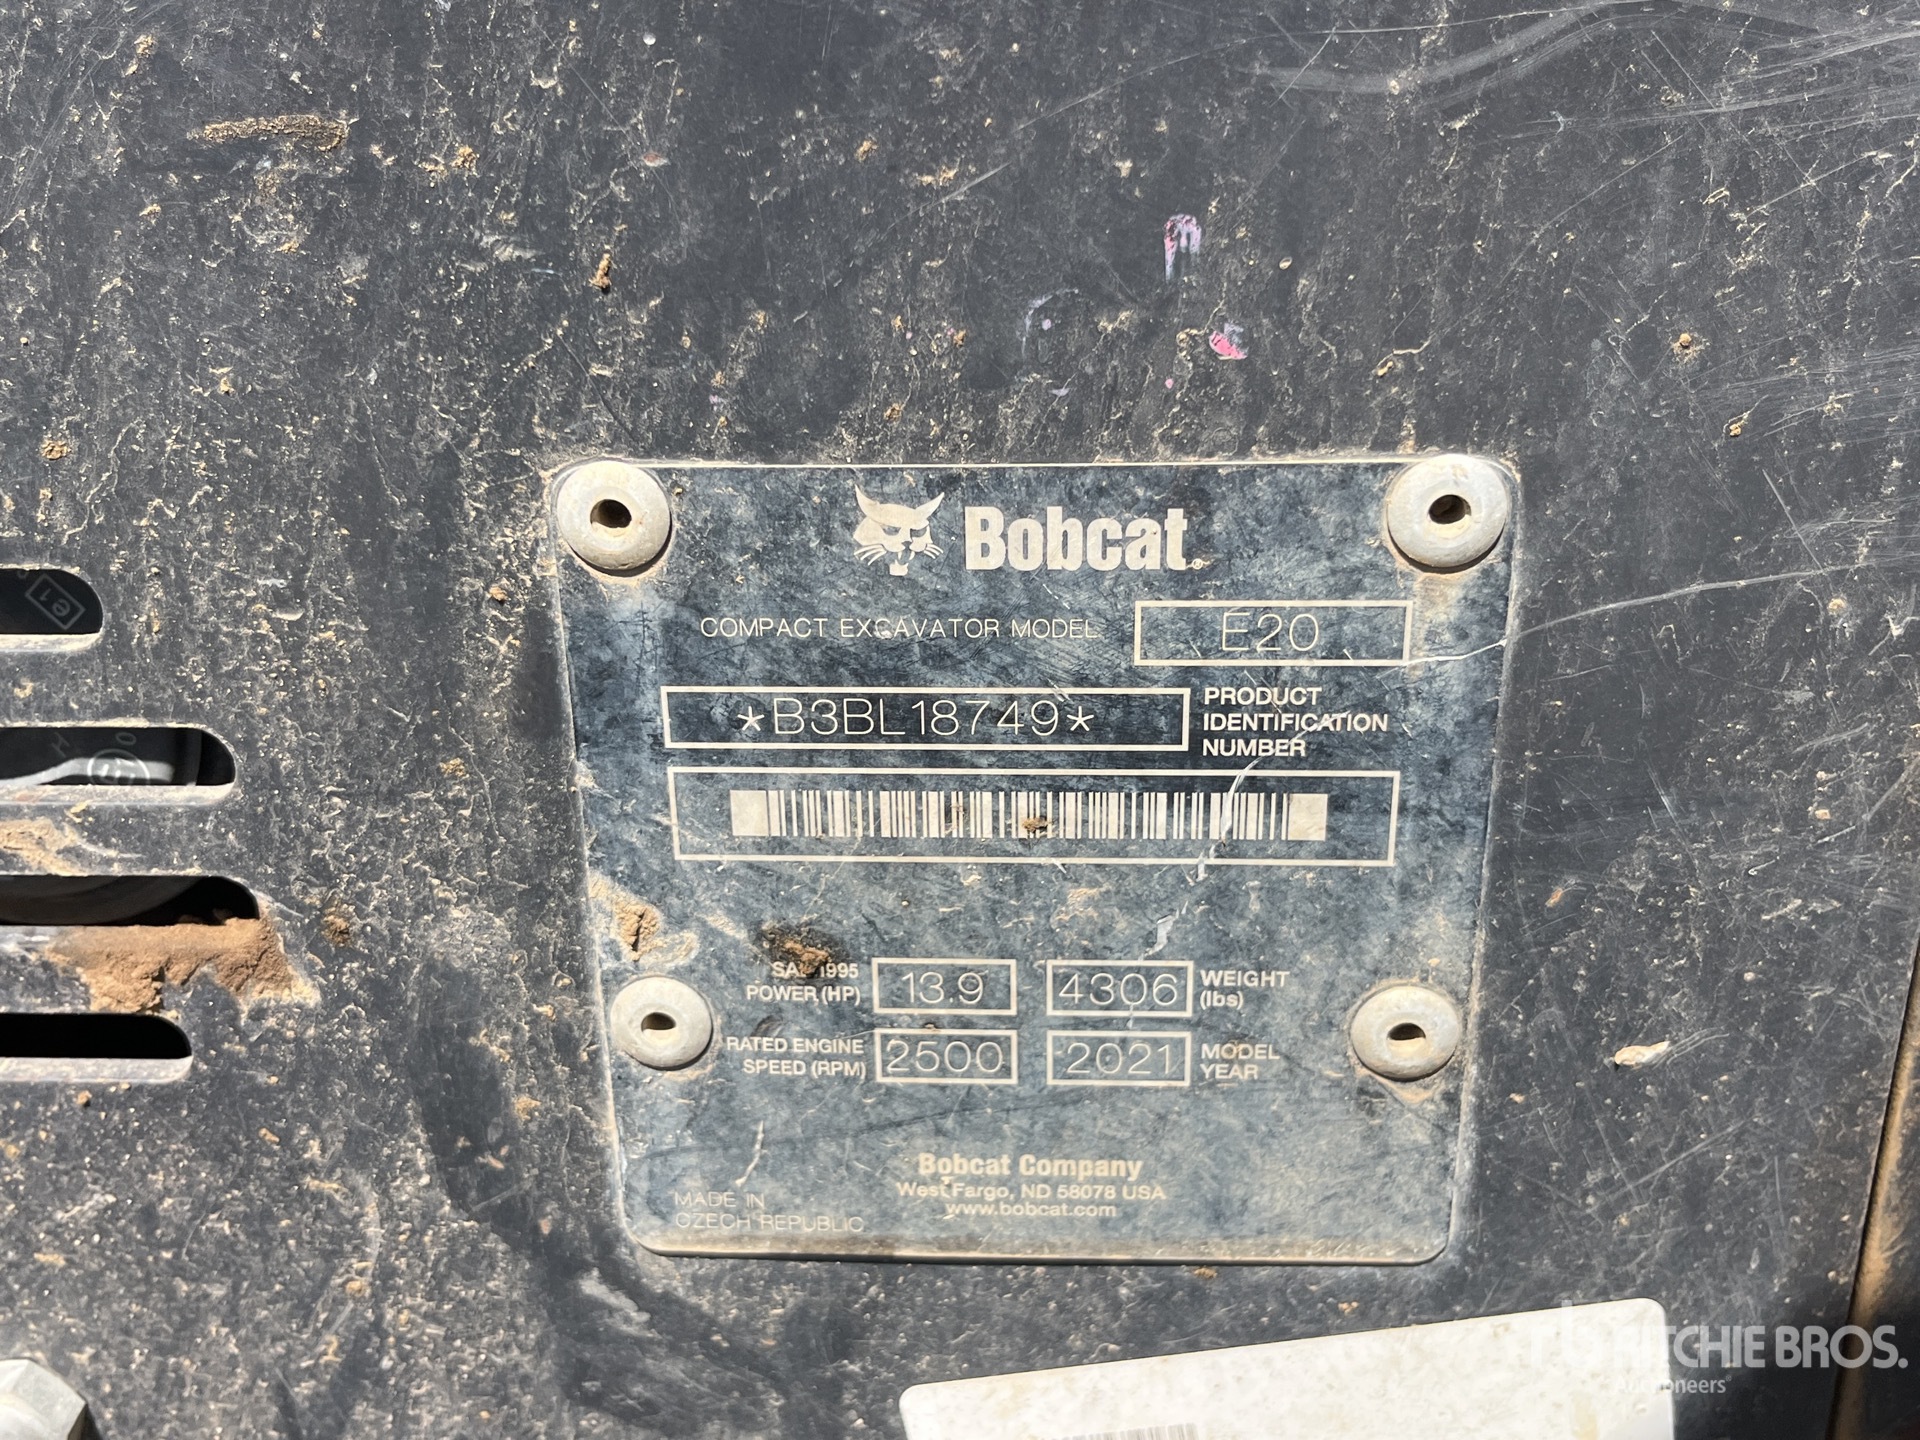 Bobcat®
COMPACT EXCAVATOR MODEL E20
*B3BL18749* PRODUCT
IDENTIFICATION
NUMBER
1995
POWER (HP) 13.9 4306 WEIGHT
(lbs)
RATED ENGINE
SPEED (RPM) 2500 2021 MODEL
YEAR
Bobcat Company
West Fargo, ND 58078 USA
www.bobcat.com
MADE IN
CZECH REPUBLIC
e1
rb RITCHIE BROS.
Auctioneers